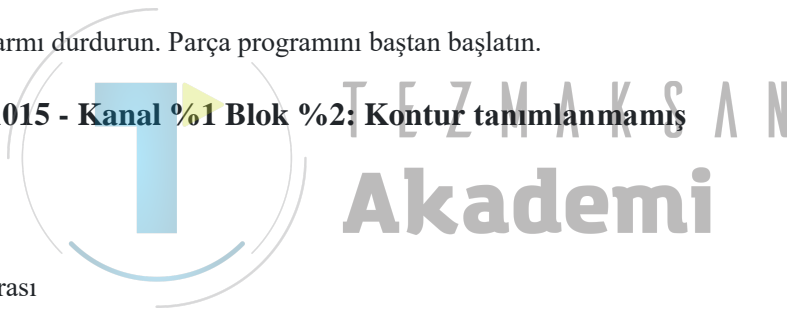 armı durdurun. Parça programını baştan başlatın.
015 - Kanal %1 Blok %2: Kontur tanımlanmamış
TEZMAKSAN
Akademi
rası